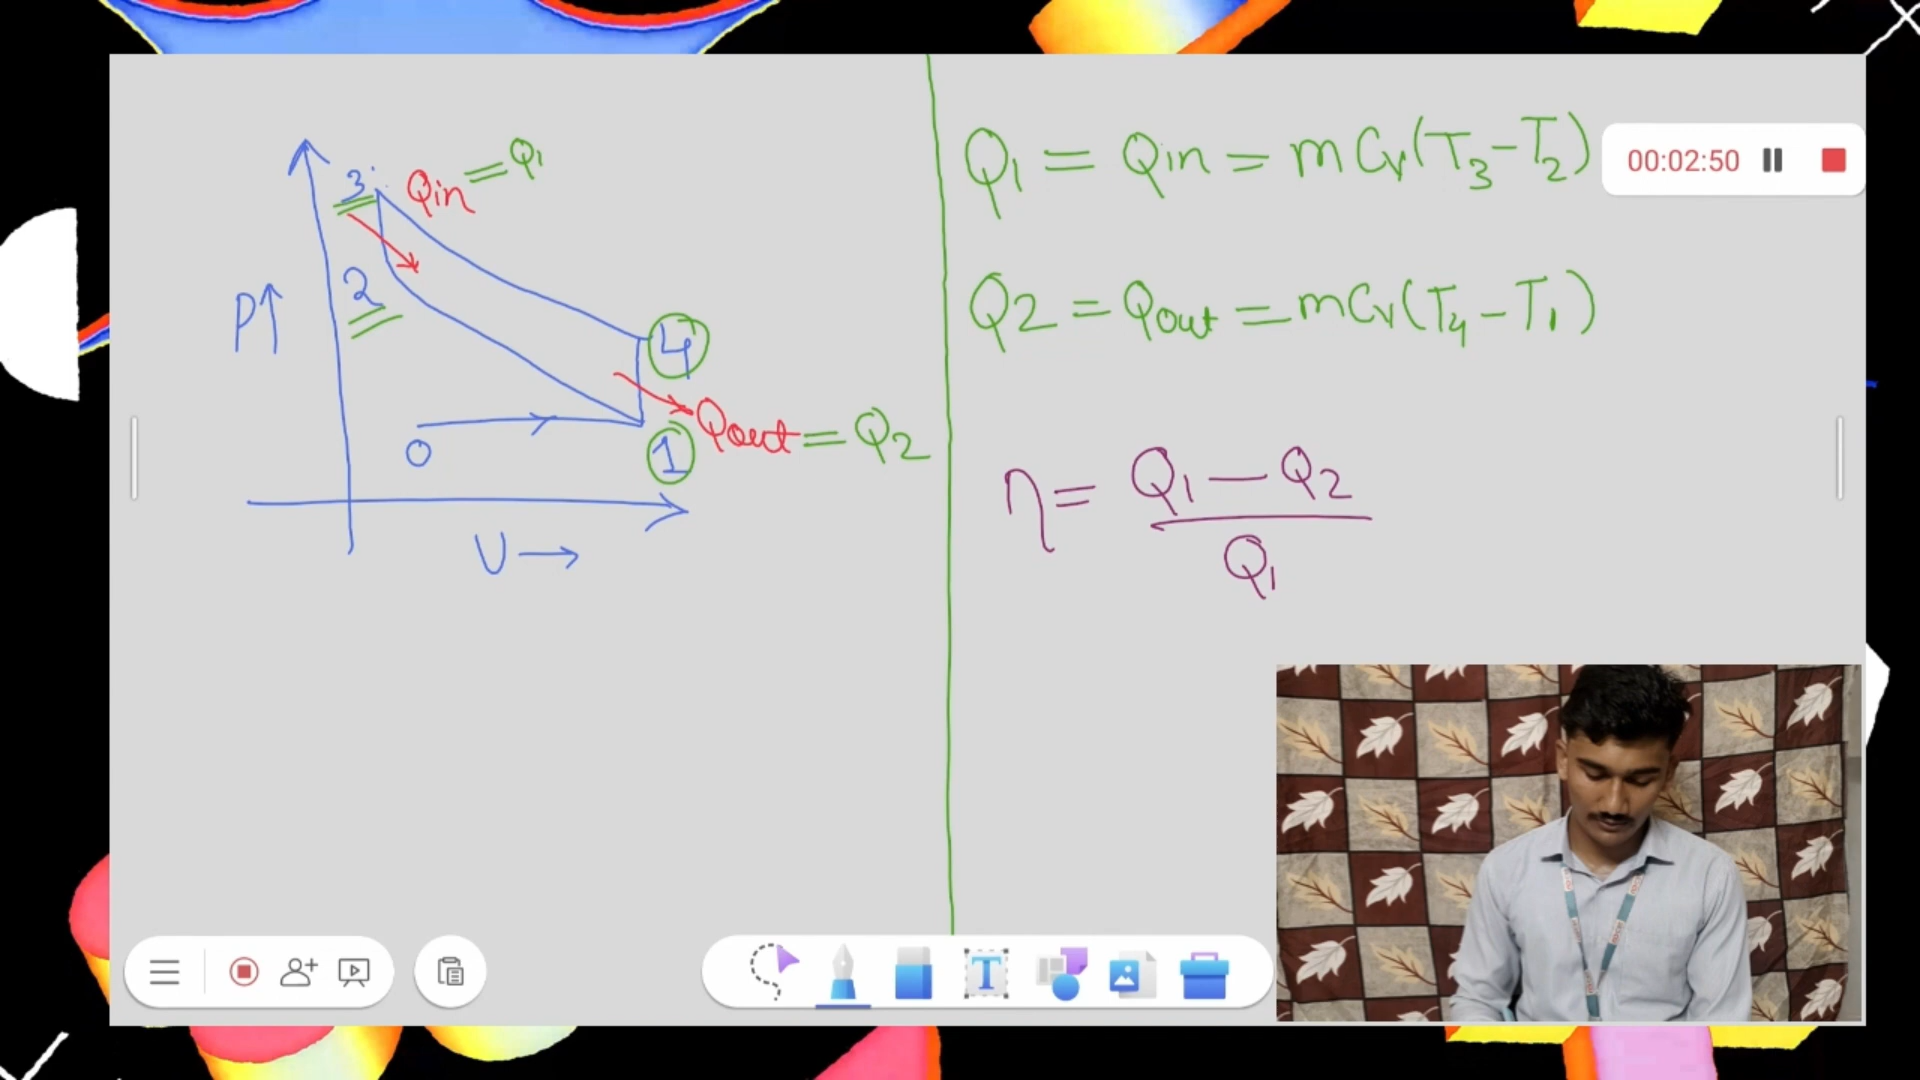 3
Qin = Q1
2
P↑
4
Qout = Q2
0
1
V →
Q1 = Qin = mCv(T3-T2)
00:02:50
Q2 = Qout = mCv(T4-T1)
η = Q1 - Q2
Q1
T